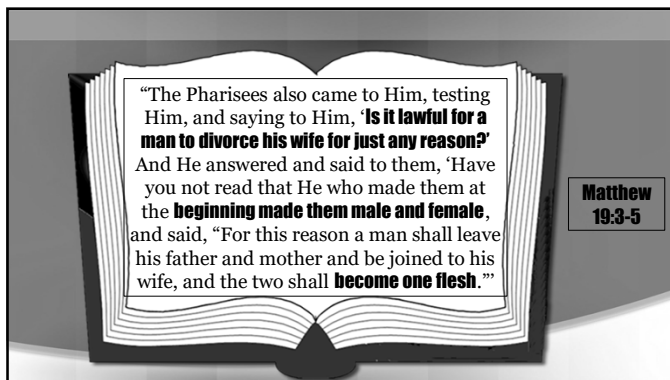 “The Pharisees also came to Him, testing
Him, and saying to Him, ‘Is it lawful for a
man to divorce his wife for just any reason?’
And He answered and said to them, ‘Have
you not read that He who made them at
the beginning made them male and female,
and said, “For this reason a man shall leave
his father and mother and be joined to his
wife, and the two shall become one flesh.”’
Matthew
19:3-5